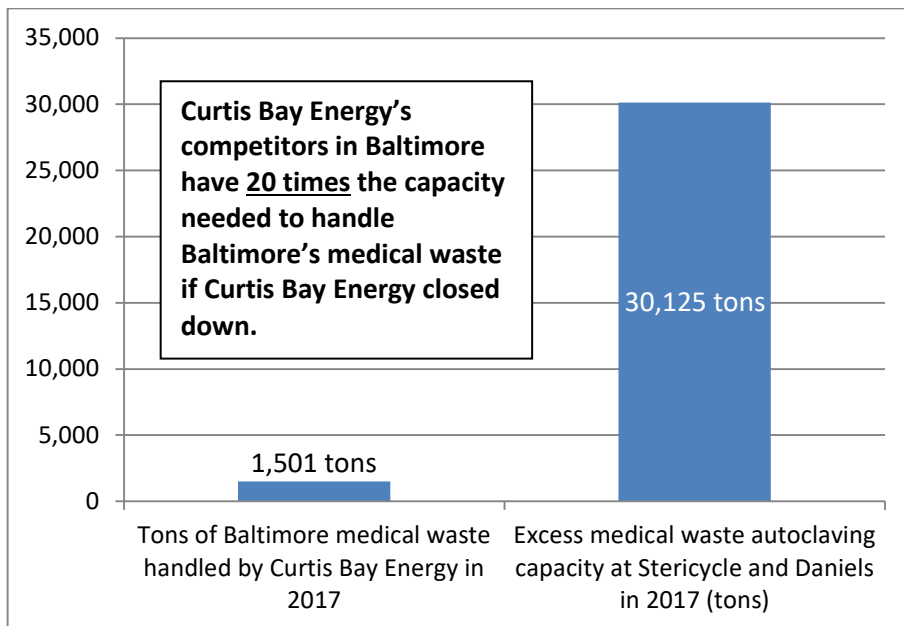 35,000
30,000
25,000
20,000
15,000
10,000
5,000
0
Curtis Bay Energy’s
competitors in Baltimore
have 20 times the capacity
needed to handle
Baltimore’s medical waste
if Curtis Bay Energy closed
down.
1,501 tons
30,125 tons
Tons of Baltimore medical waste
handled by Curtis Bay Energy in
2017
Excess medical waste autoclaving
capacity at Stericycle and Daniels
in 2017 (tons)